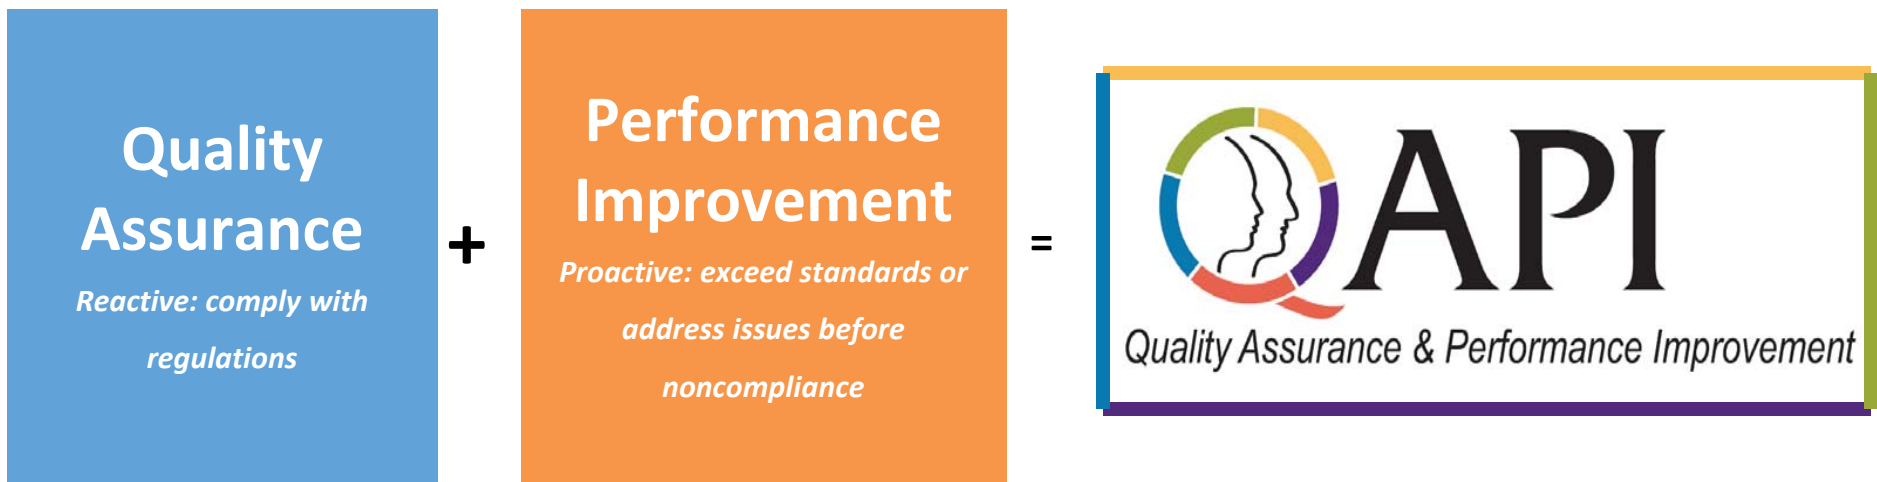 Quality
Assurance
Reactive: comply with
regulations
+
Performance
Improvement
Proactive: exceed standards or
address issues before
noncompliance
=
QAPI
Quality Assurance & Performance Improvement